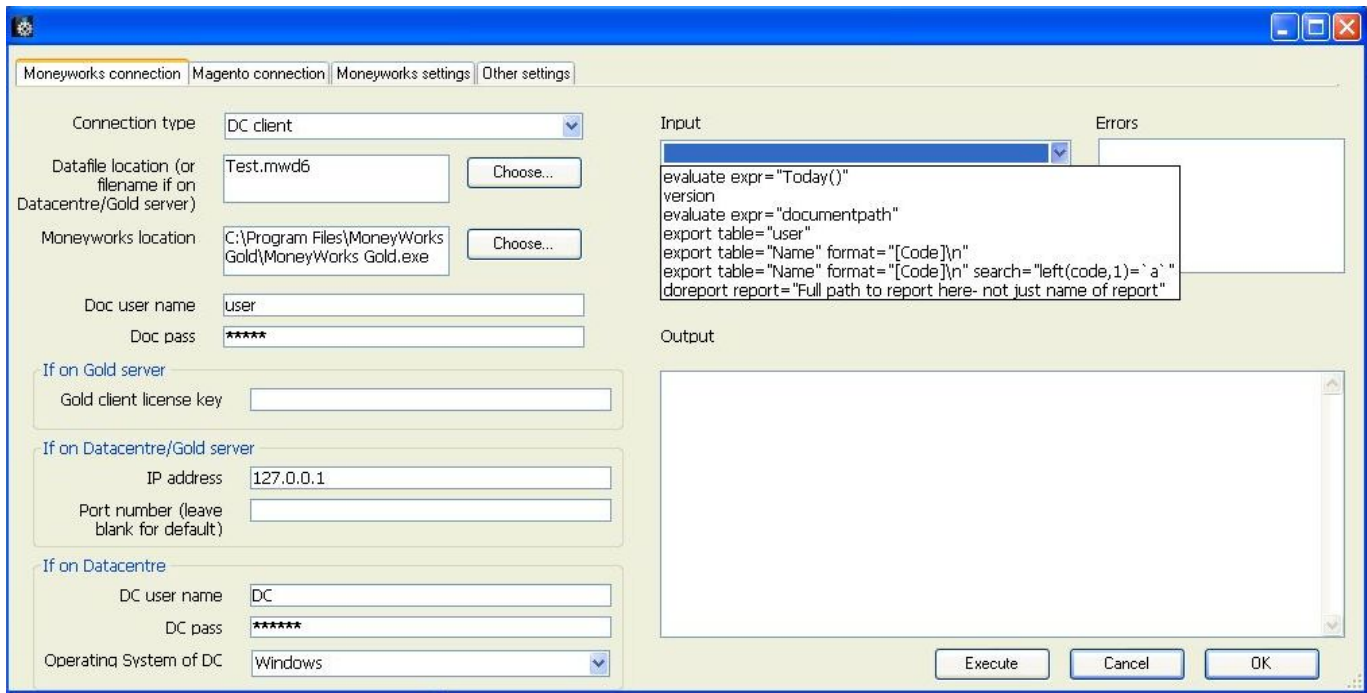 Moneyworks connection Magento connection Moneyworks settings Other settings
Connection type
DC client
Datafile location (or
filename if on
Datacentre/Gold server)
Test.mwd6
Choose...
Moneyworks location
C:\Program Files\MoneyWorks
Gold\MoneyWorks Gold.exe
Choose...
Doc user name
user
Doc pass
*****
If on Gold server
Gold client license key
If on Datacentre/Gold server
IP address
127.0.0.1
Port number (leave
blank for default)
If on Datacentre
DC user name
DC
DC pass
******
Operating System of DC
Windows
Input
evaluate expr="Today()"
version
evaluate expr="documentpath"
export table="user"
export table="Name" format="[Code]\n"
export table="Name" format="[Code]\n" search="left(code,1)=`a`"
doreport report="Full path to report here- not just name of report"
Errors
Output
Execute
Cancel
OK